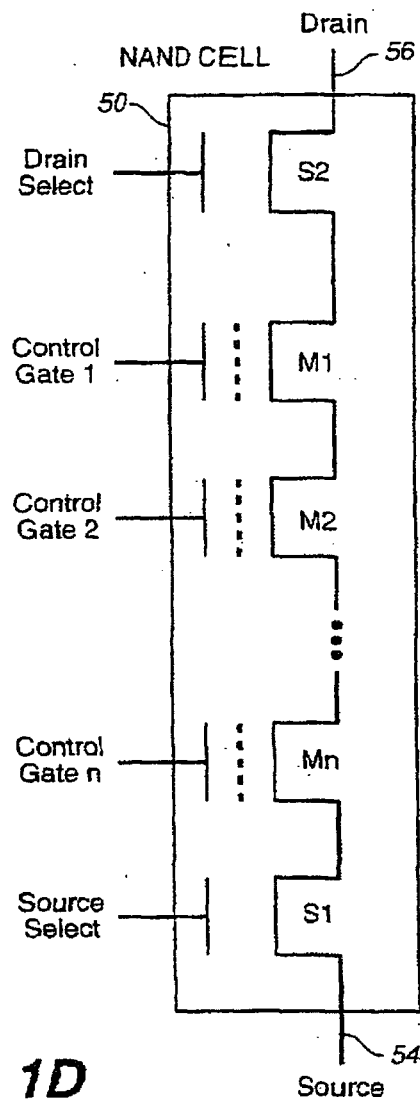 Drain
56
NAND CELL
50
Drain
Select
S2
Control
Gate 1
M1
Control
Gate 2
M2
Control
Gate n
Mn
Source
Select
S1
54
1D
Source